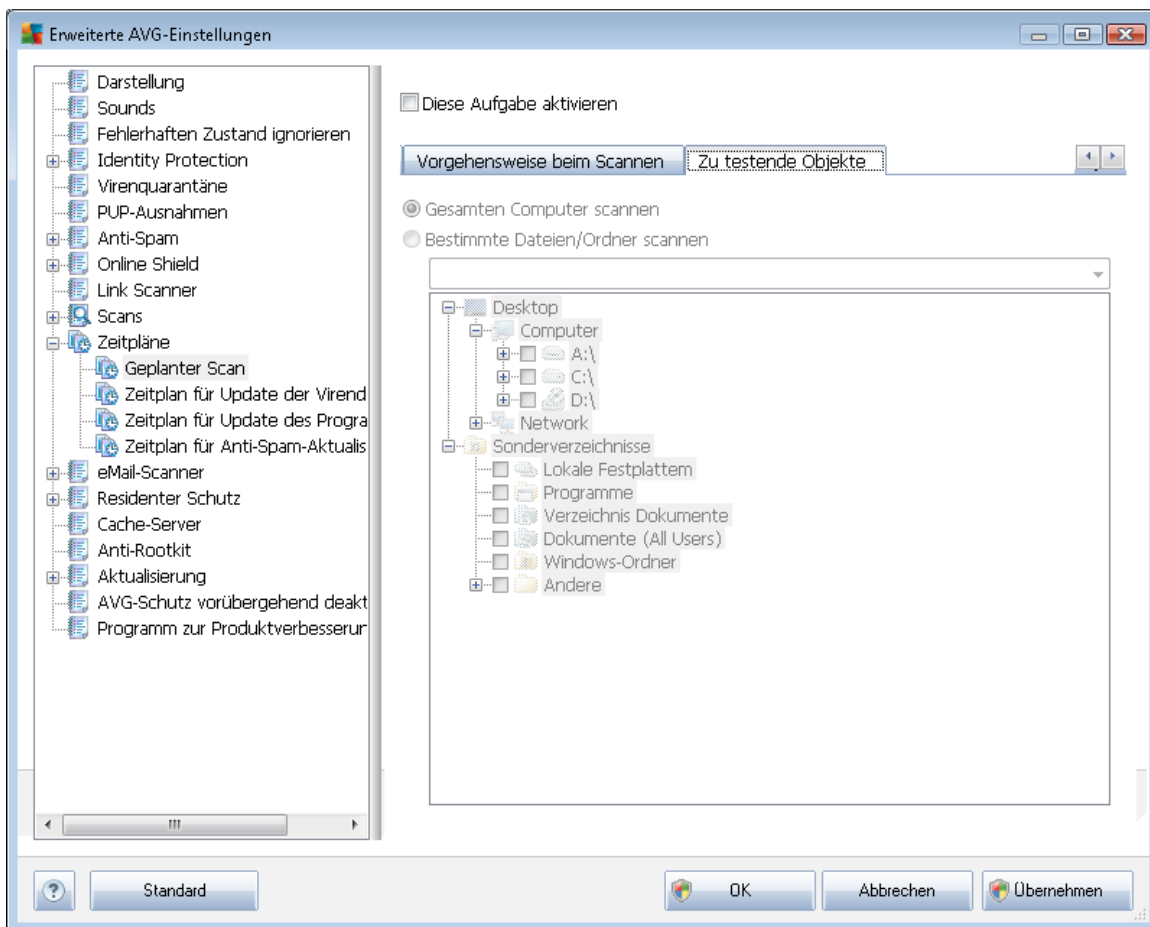 Erweiterte AVG-Einstellungen
Darstellung
Sounds
Fehlerhaften Zustand ignorieren
Identity Protection
Virenquarantäne
PUP-Ausnahmen
Anti-Spam
Online Shield
Link Scanner
Scans
Zeitpläne
Geplanter Scan
Zeitplan für Update der Virend
Zeitplan für Update des Progra
Zeitplan für Anti-Spam-Aktualis
eMail-Scanner
Residenter Schutz
Cache-Server
Anti-Rootkit
Aktualisierung
AVG-Schutz vorübergehend deakt
Programm zur Produktverbesserur
Diese Aufgabe aktivieren
Vorgehensweise beim Scannen
Zu testende Objekte
Gesamten Computer scannen
Bestimmte Dateien/Ordner scannen
Desktop
Computer
A:\
C:\
D:\
Network
Sonderverzeichnisse
Lokale Festplattem
Programme
Verzeichnis Dokumente
Dokumente (All Users)
Windows-Ordner
Andere
?
Standard
OK
Abbrechen
Übernehmen